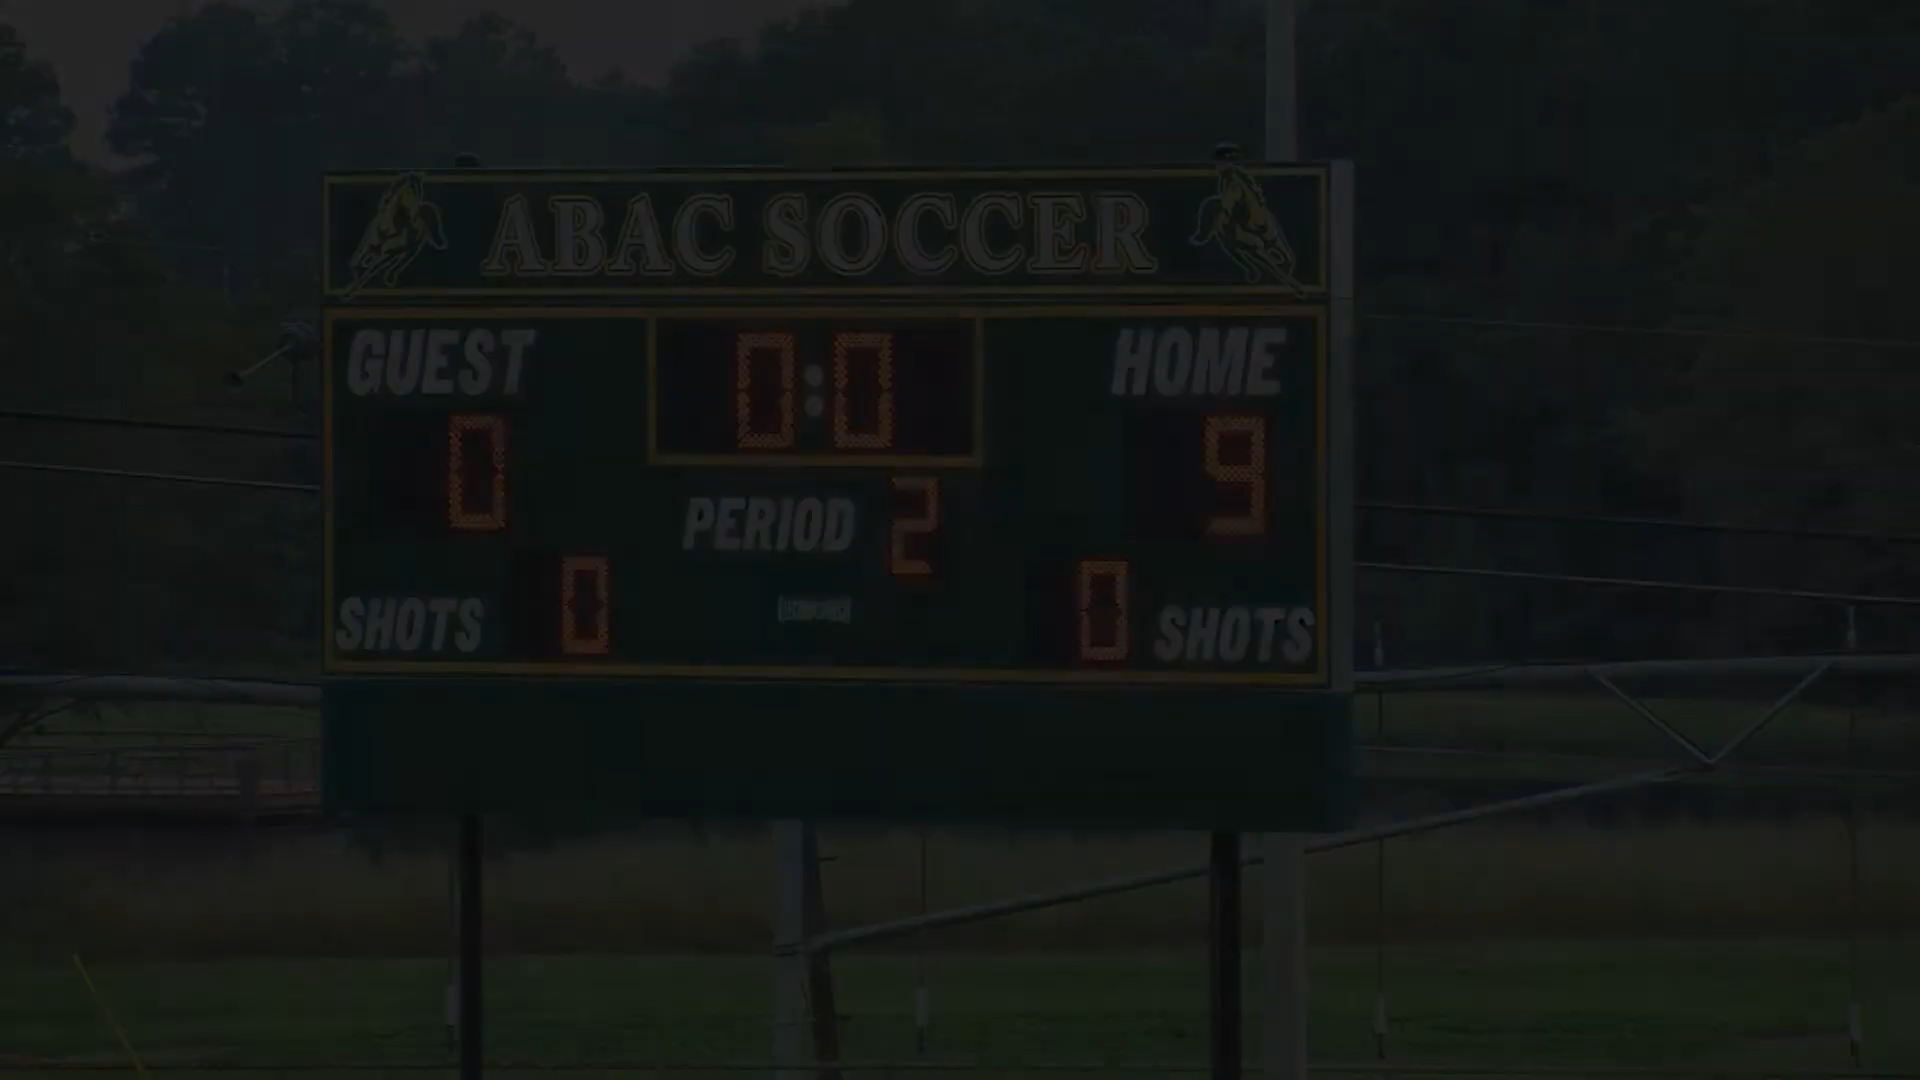 ABAC SOCCER
GUEST 0:0 HOME
0 9
PERIOD 2
SHOTS 0 0 SHOTS